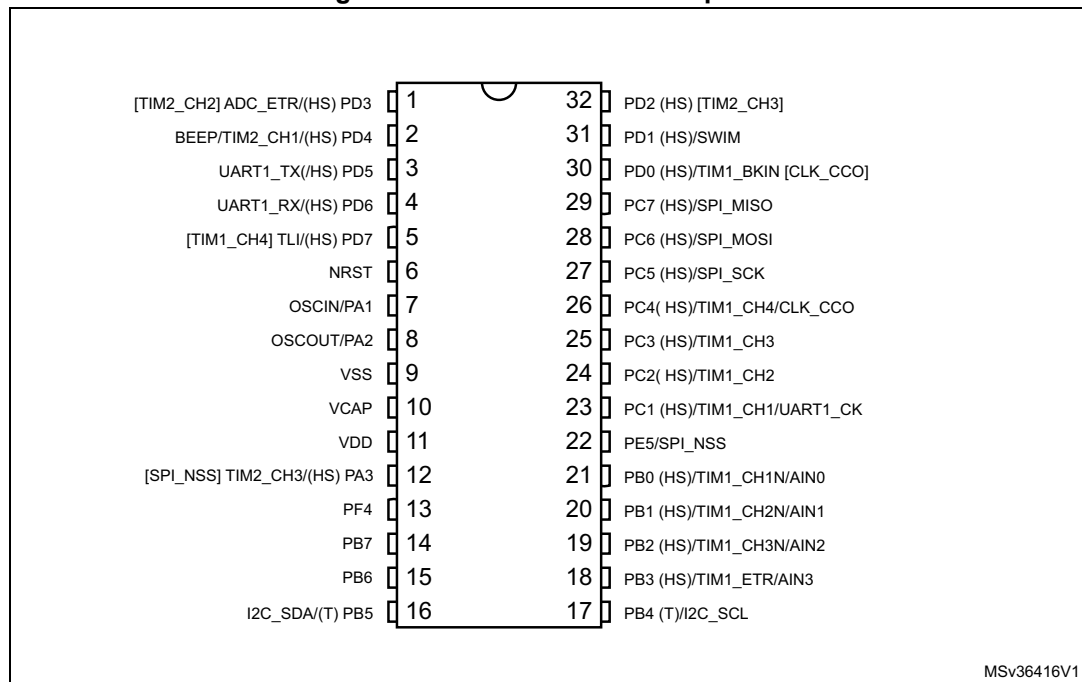 [TIM2_CH2] ADC_ETR/(HS) PD3 1 32 PD2 (HS) [TIM2_CH3]
BEEP/TIM2_CH1/(HS) PD4 2 31 PD1 (HS)/SWIM
UART1_TX(/HS) PD5 3 30 PD0 (HS)/TIM1_BKIN [CLK_CCO]
UART1_RX/(HS) PD6 4 29 PC7 (HS)/SPI_MISO
[TIM1_CH4] TLI/(HS) PD7 5 28 PC6 (HS)/SPI_MOSI
NRST 6 27 PC5 (HS)/SPI_SCK
OSCIN/PA1 7 26 PC4( HS)/TIM1_CH4/CLK_CCO
OSCOUT/PA2 8 25 PC3 (HS)/TIM1_CH3
VSS 9 24 PC2( HS)/TIM1_CH2
VCAP 10 23 PC1 (HS)/TIM1_CH1/UART1_CK
VDD 11 22 PE5/SPI_NSS
[SPI_NSS] TIM2_CH3/(HS) PA3 12 21 PB0 (HS)/TIM1_CH1N/AIN0
PF4 13 20 PB1 (HS)/TIM1_CH2N/AIN1
PB7 14 19 PB2 (HS)/TIM1_CH3N/AIN2
PB6 15 18 PB3 (HS)/TIM1_ETR/AIN3
I2C_SDA/(T) PB5 16 17 PB4 (T)/I2C_SCL
MSv36416V1